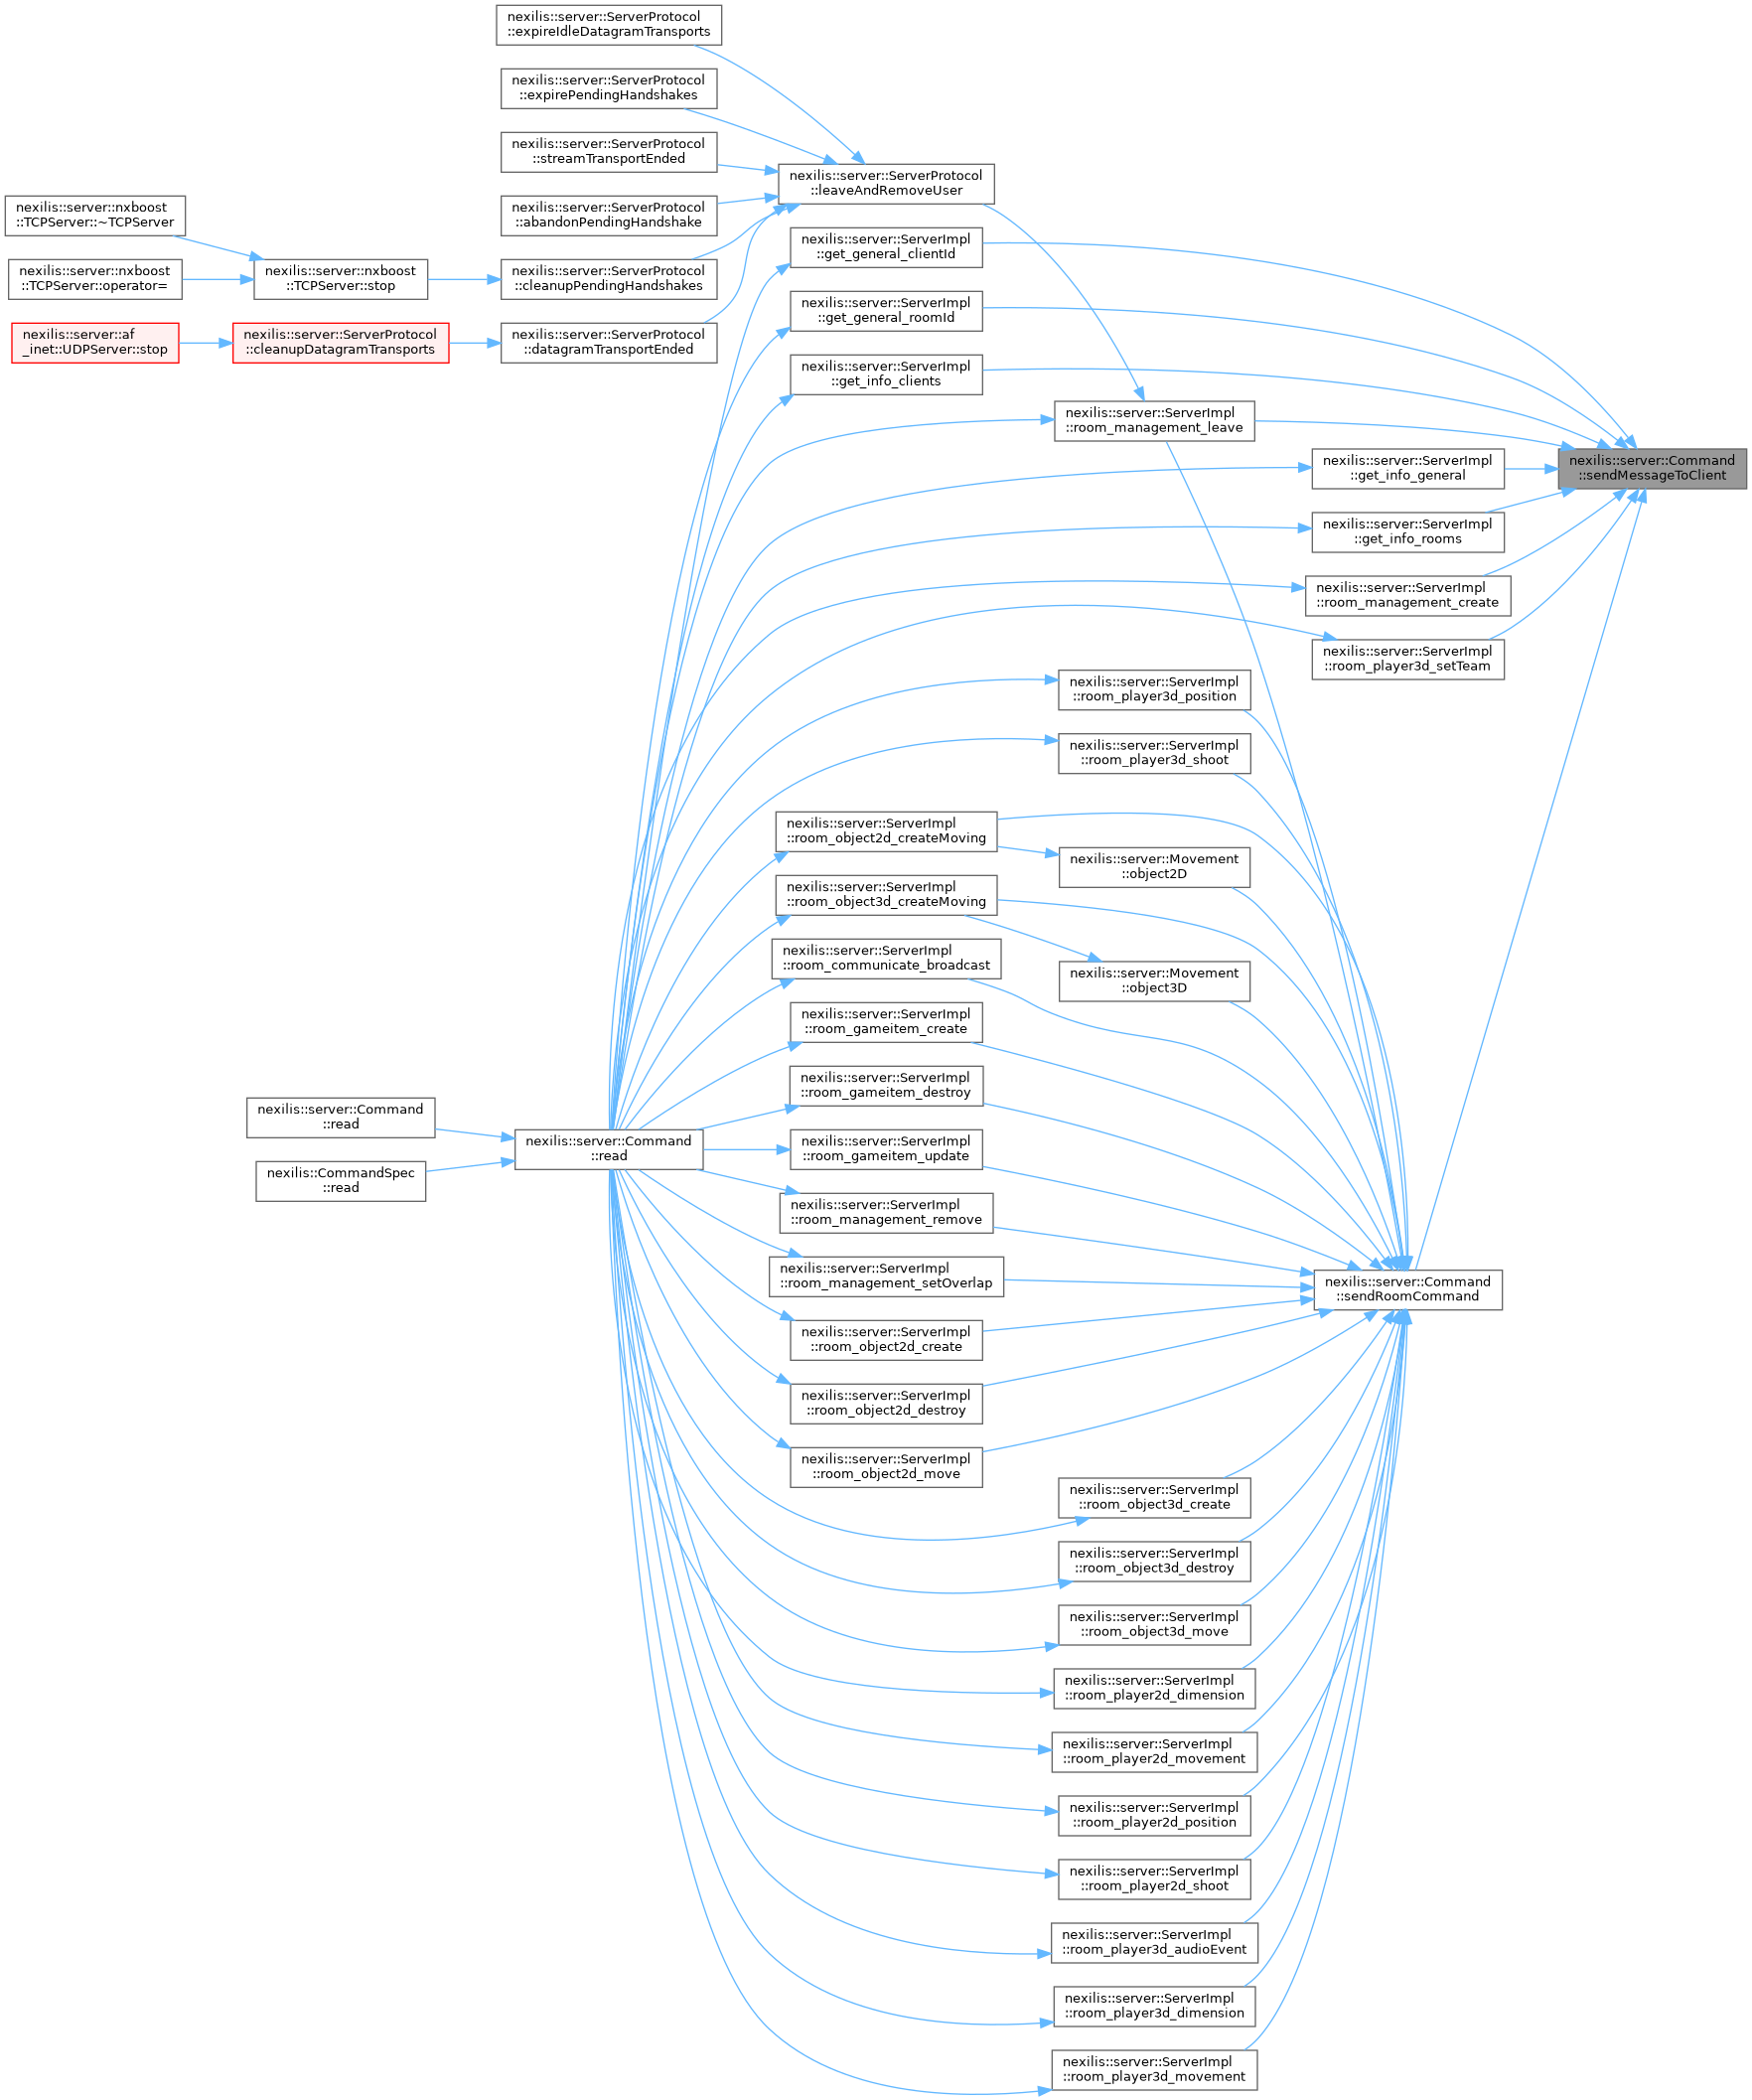 nexilis::server::ServerProtocol
::expireIdleDatagramTransports
nexilis::server::ServerProtocol
::expirePendingHandshakes
nexilis::server::ServerProtocol
::streamTransportEnded
nexilis::server::ServerProtocol
::leaveAndRemoveUser
nexilis::server::nxboost
::TCPServer::~TCPServer
nexilis::server::ServerProtocol
::abandonPendingHandshake
nexilis::server::ServerImpl
::get_general_clientId
nexilis::server::nxboost
::TCPServer::operator=
nexilis::server::nxboost
::TCPServer::stop
nexilis::server::ServerProtocol
::cleanupPendingHandshakes
nexilis::server::ServerImpl
::get_general_roomId
nexilis::server::af
_inet::UDPServer::stop
nexilis::server::ServerProtocol
::cleanupDatagramTransports
nexilis::server::ServerProtocol
::datagramTransportEnded
nexilis::server::ServerImpl
::get_info_clients
nexilis::server::ServerImpl
::room_management_leave
nexilis::server::ServerImpl
::get_info_general
nexilis::server::Command
::sendMessageToClient
nexilis::server::ServerImpl
::get_info_rooms
nexilis::server::ServerImpl
::room_management_create
nexilis::server::ServerImpl
::room_player3d_setTeam
nexilis::server::ServerImpl
::room_player3d_position
nexilis::server::ServerImpl
::room_player3d_shoot
nexilis::server::ServerImpl
::room_object2d_createMoving
nexilis::server::Movement
::object2D
nexilis::server::ServerImpl
::room_object3d_createMoving
nexilis::server::ServerImpl
::room_communicate_broadcast
nexilis::server::Movement
::object3D
nexilis::server::ServerImpl
::room_gameitem_create
nexilis::server::ServerImpl
::room_gameitem_destroy
nexilis::server::Command
::read
nexilis::server::Command
::read
nexilis::server::ServerImpl
::room_gameitem_update
nexilis::CommandSpec
::read
nexilis::server::ServerImpl
::room_management_remove
nexilis::server::ServerImpl
::room_management_setOverlap
nexilis::server::Command
::sendRoomCommand
nexilis::server::ServerImpl
::room_object2d_create
nexilis::server::ServerImpl
::room_object2d_destroy
nexilis::server::ServerImpl
::room_object2d_move
nexilis::server::ServerImpl
::room_object3d_create
nexilis::server::ServerImpl
::room_object3d_destroy
nexilis::server::ServerImpl
::room_object3d_move
nexilis::server::ServerImpl
::room_player2d_dimension
nexilis::server::ServerImpl
::room_player2d_movement
nexilis::server::ServerImpl
::room_player2d_position
nexilis::server::ServerImpl
::room_player2d_shoot
nexilis::server::ServerImpl
::room_player3d_audioEvent
nexilis::server::ServerImpl
::room_player3d_dimension
nexilis::server::ServerImpl
::room_player3d_movement